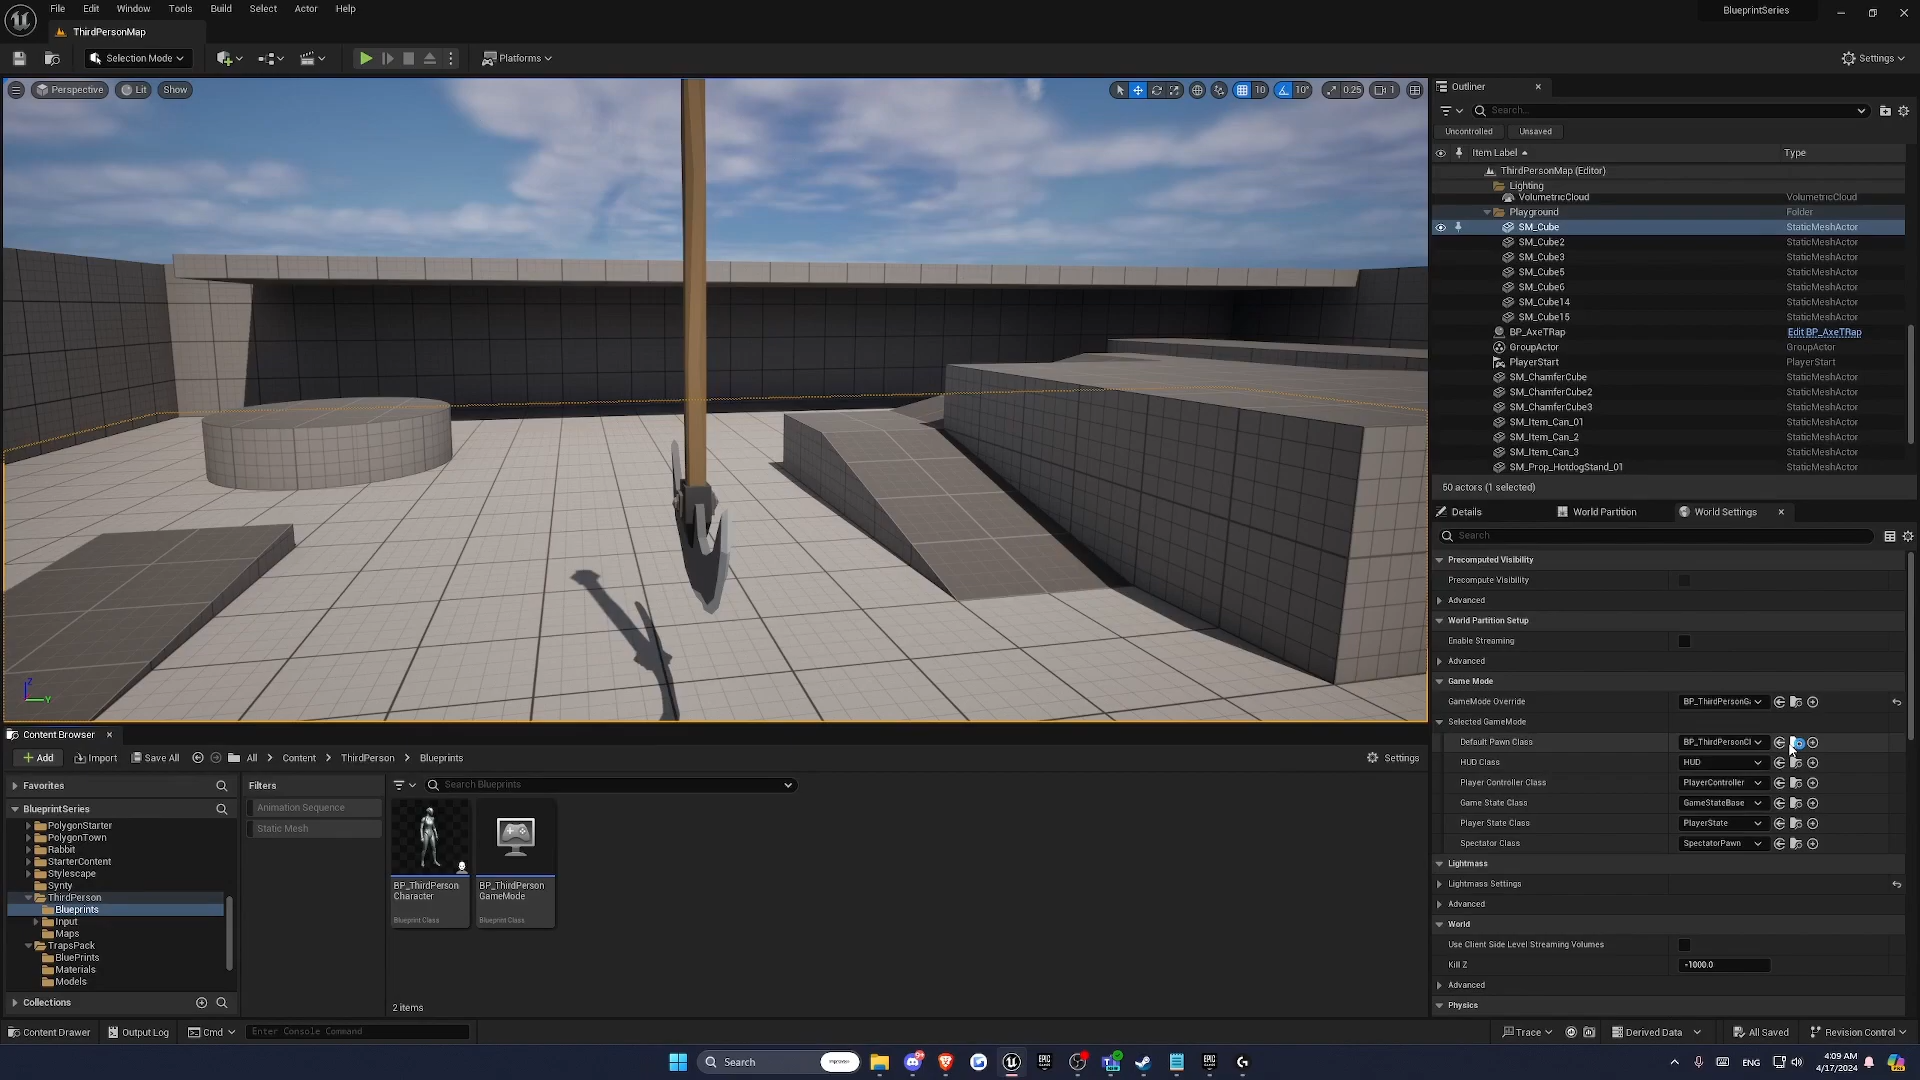 File Edit Window Tools Build Select Actor Help
BlueprintSeries
ThirdPersonMap
Selection Mode
Platforms
Settings
Perspective Lit Show
10 10° 0.25 1
Outliner
Search...
Uncontrolled Unsaved
Item Label Type
ThirdPersonMap (Editor)
Lighting
VolumetricCloud VolumetricCloud
Playground Folder
SM_Cube StaticMeshActor
SM_Cube2 StaticMeshActor
SM_Cube3 StaticMeshActor
SM_Cube5 StaticMeshActor
SM_Cube6 StaticMeshActor
SM_Cube14 StaticMeshActor
SM_Cube15 StaticMeshActor
BP_AxeTRap Edit BP_AxeTRap
GroupActor GroupActor
PlayerStart PlayerStart
SM_ChamferCube StaticMeshActor
SM_ChamferCube2 StaticMeshActor
SM_ChamferCube3 StaticMeshActor
SM_Item_Can_01 StaticMeshActor
SM_Item_Can_2 StaticMeshActor
SM_Item_Can_3 StaticMeshActor
SM_Prop_HotdogStand_01 StaticMeshActor
50 actors (1 selected)
Details World Partition World Settings
Search
Precomputed Visibility
Precompute Visibility
Advanced
World Partition Setup
Enable Streaming
Advanced
Game Mode
GameMode Override BP_ThirdPersonG
Selected GameMode
Default Pawn Class BP_ThirdPersonCl
HUD Class HUD
Player Controller Class PlayerController
Game State Class GameStateBase
Player State Class PlayerState
Spectator Class SpectatorPawn
Lightmass
Lightmass Settings
Advanced
World
Use Client Side Level Streaming Volumes
Kill Z -1000.0
Advanced
Physics
Z
Y
Content Browser
Add Import Save All All Content ThirdPerson Blueprints Settings
Favorites
BlueprintSeries
PolygonStarter
PolygonTown
Rabbit
StarterContent
Stylescape
Synty
ThirdPerson
Blueprints
Input
Maps
TrapsPack
BluePrints
Materials
Models
Collections
Filters
Animation Sequence
Static Mesh
Search Blueprints
BP_ThirdPerson
Character
Blueprint Class
BP_ThirdPerson
GameMode
Blueprint Class
2 items
Content Drawer Output Log Cmd Enter Console Command Trace Derived Data All Saved Revision Control
Search
ENG
4:09 AM
4/17/2024